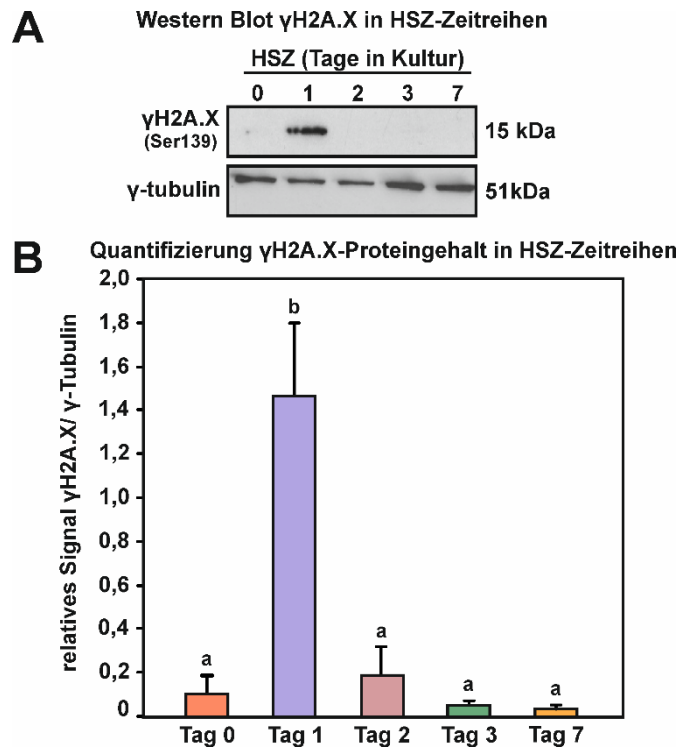 A
Western Blot γH2A.X in HSZ-Zeitreihen
HSZ (Tage in Kultur)
0 1 2 3 7
γH2A.X
(Ser139)
15 kDa
γ-tubulin
51kDa
B
Quantifizierung γH2A.X-Proteingehalt in HSZ-Zeitreihen
relatives Signal γH2A.X/ γ-Tubulin
2,0
1,8
1,6
1,4
1,2
1,0
0,8
0,6
0,4
0,2
0
a
b
a
a
a
Tag 0 Tag 1 Tag 2 Tag 3 Tag 7